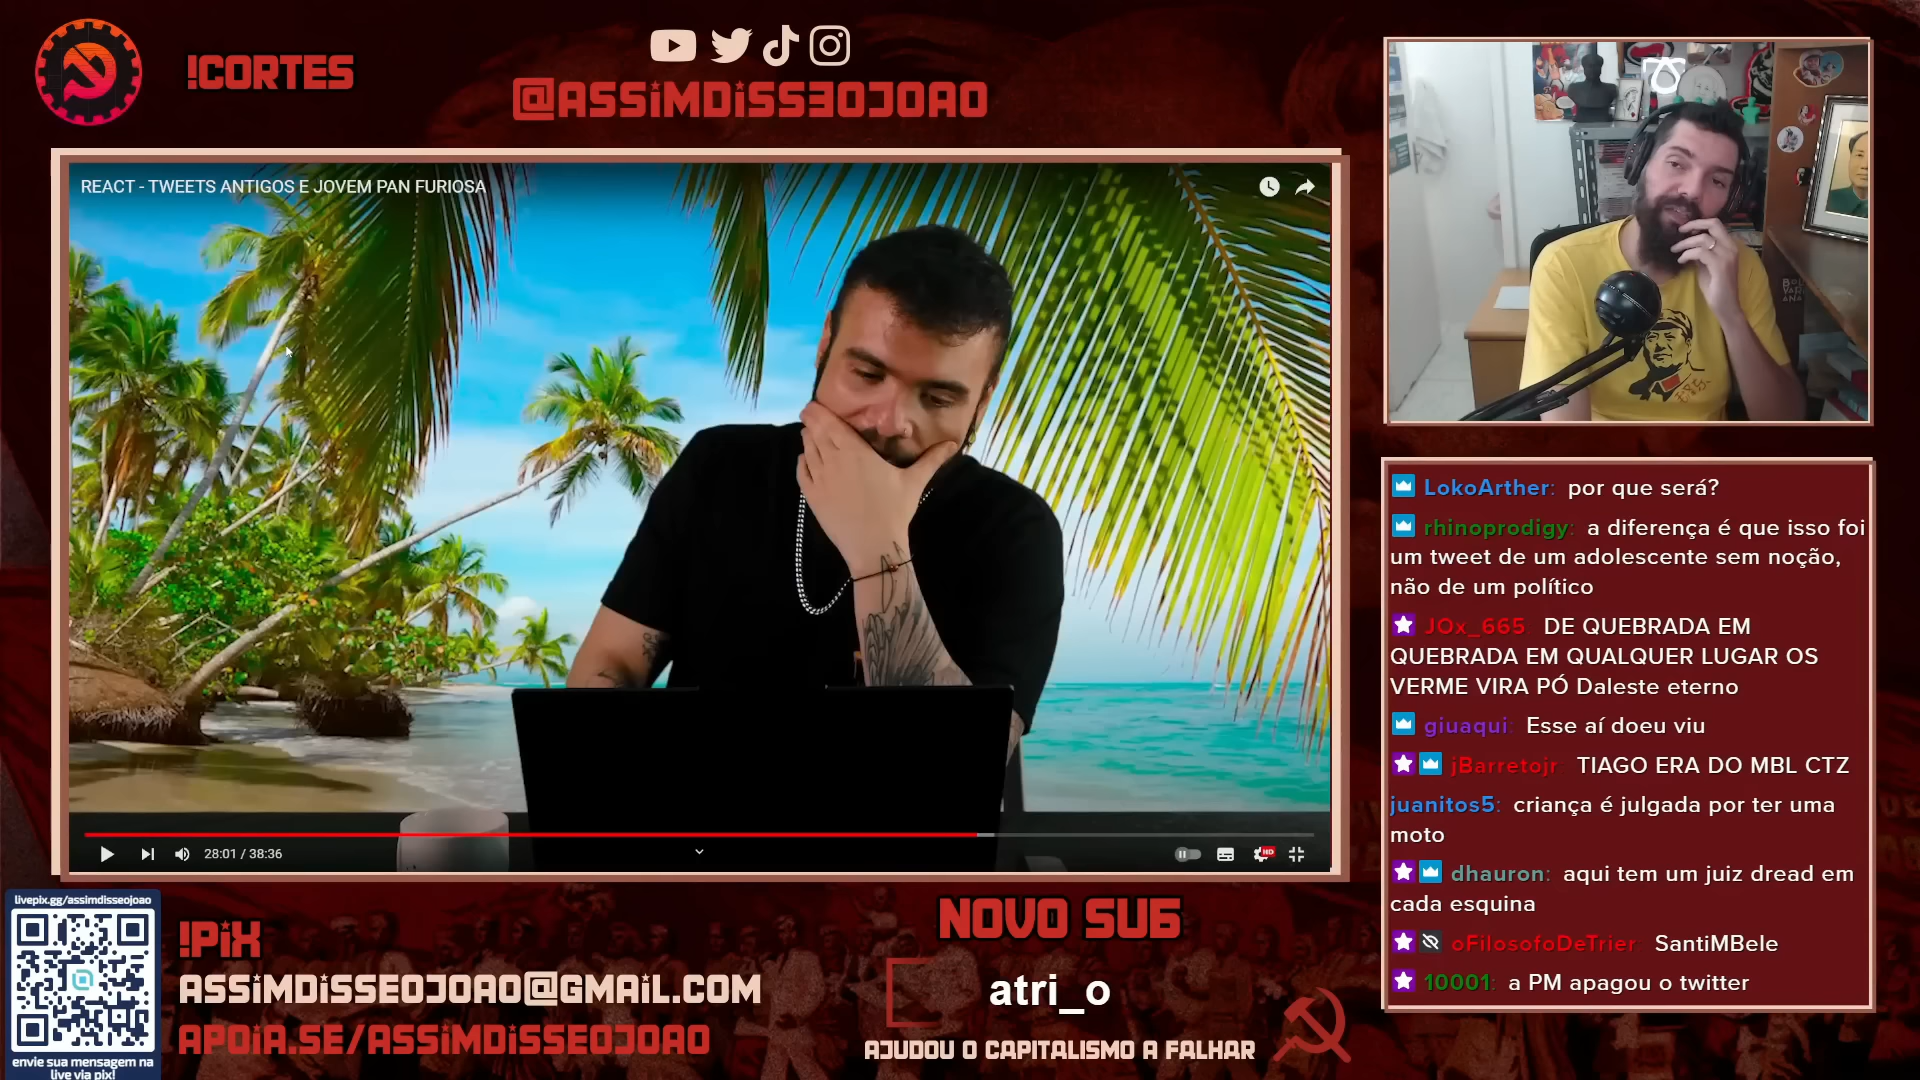 !CORTES
@ASSIMDISSEOJOAO
REACT - TWEETS ANTIGOS E JOVEM PAN FURIOSA
28:01 / 38:36
HD
LokoArther: por que será?
rhinoprodigy: a diferença é que isso foi
um tweet de um adolescente sem noção,
não de um político
JOx_665: DE QUEBRADA EM
QUEBRADA EM QUALQUER LUGAR OS
VERME VIRA PÓ Daleste eterno
giuaqui: Esse aí doeu viu
jBarretojr: TIAGO ERA DO MBL CTZ
juanitos5: criança é julgada por ter uma
moto
dhauron: aqui tem um juiz dread em
cada esquina
oFilosofoDeTrier: SantiMBele
10001: a PM apagou o twitter
livepix.gg/assimdisseojoao
envie sua mensagem na
live via pix!
!PIX
ASSIMDISSEOJOAO@GMAIL.COM
APOIA.SE/ASSIMDISSEOJOAO
NOVO SUB
atri_o
AJUDOU O CAPITALISMO A FALHAR